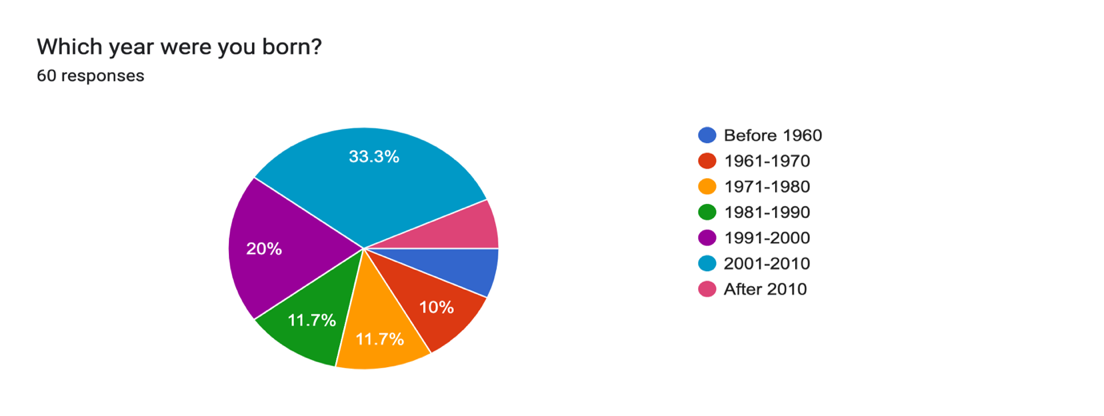 Which year were you born?
60 responses
33.3%
20%
10%
11.7%
11.7%
Before 1960
1961-1970
1971-1980
1981-1990
1991-2000
2001-2010
After 2010